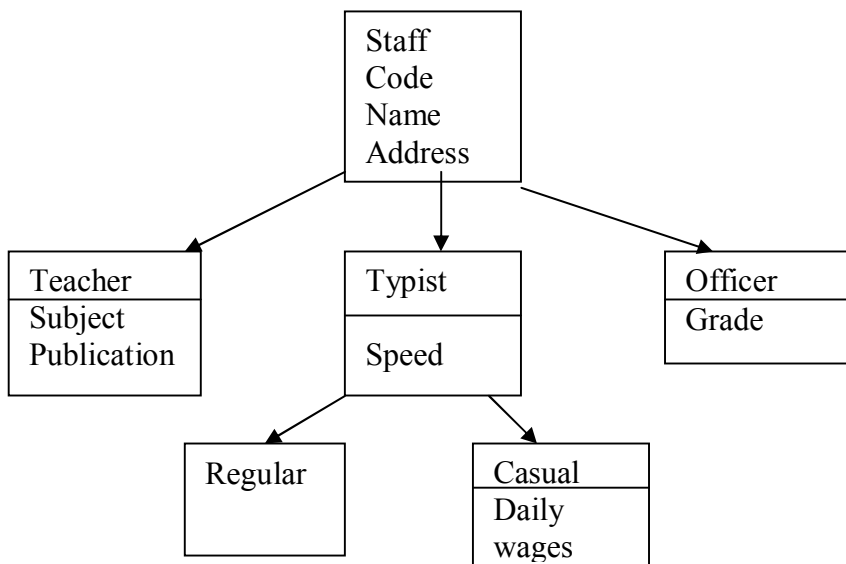 Staff
Code
Name
Address
Teacher
Subject
Publication
Typist
Speed
Officer
Grade
Regular
Casual
Daily
wages